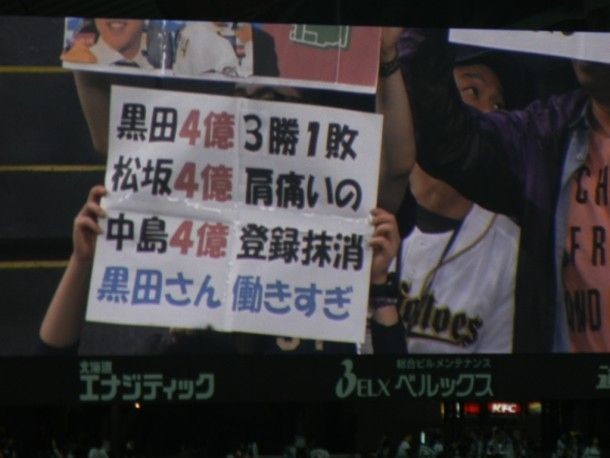 黒田4億 3勝1敗
松坂4億 肩痛いの
中島4億 登録抹消
黒田さん 働きすぎ
北海道
エナジティック
総合ビルメンテナンス
3ELX ベルックス
KFC